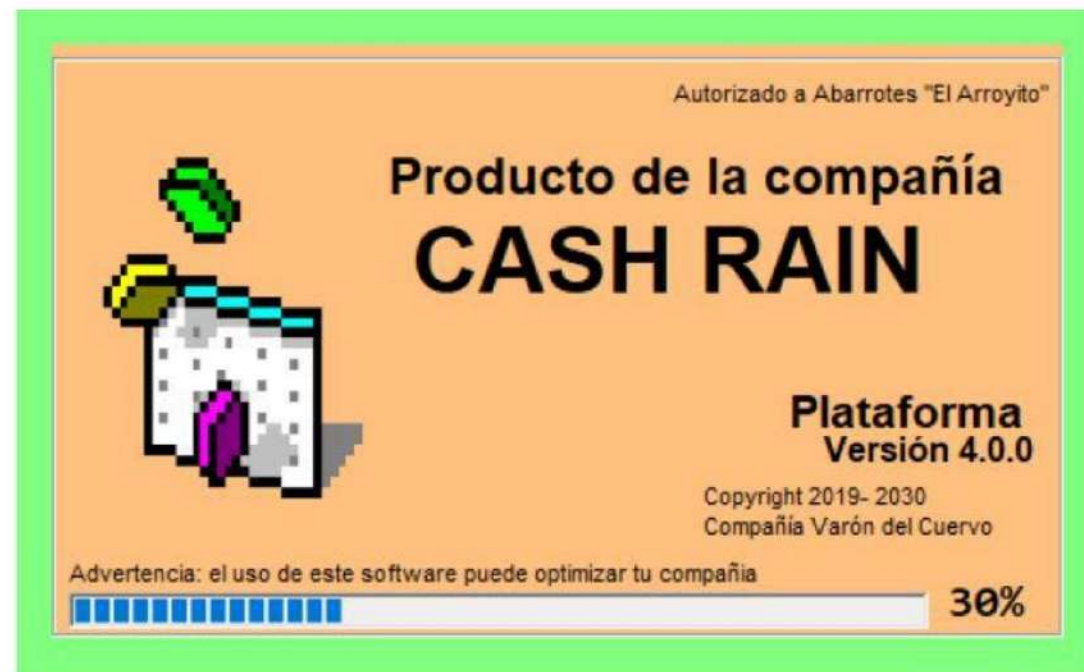 Autorizado a Abarrotes "El Arroyito"
Producto de la compañía
CASH RAIN
Plataforma
Versión 4.0.0
Copyright 2019- 2030
Compañia Varón del Cuervo
Advertencia: el uso de este software puede optimizar tu compañia
30%